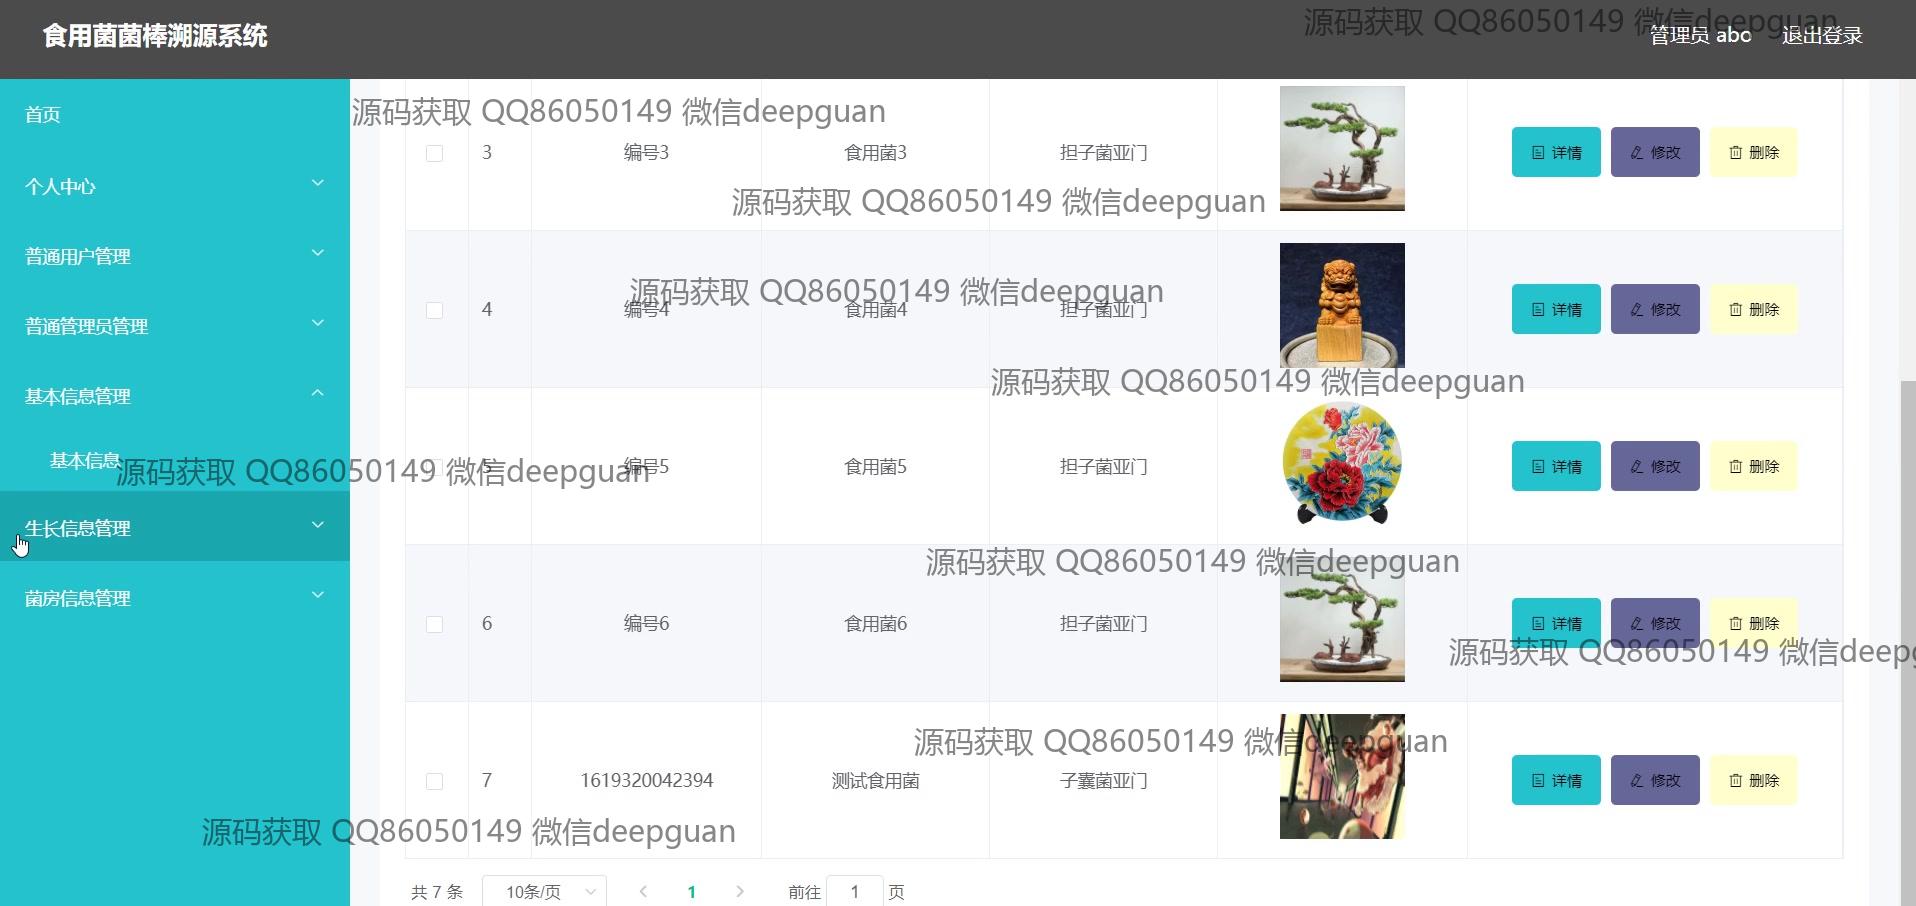 食用菌菌棒溯源系统
源码获取 QQ86050149 微信deepguan
管理员 abc 退出登录
首页
个人中心
普通用户管理
普通管理员管理
基本信息管理
基本信息
生长信息管理
菌房信息管理
源码获取 QQ86050149 微信deepguan
3 编号3 食用菌3 担子菌亚门 详情 修改 删除
源码获取 QQ86050149 微信deepguan
源码获取 QQ86050149 微信deepguan
4 编号4 食用菌4 担子菌亚门 详情 修改 删除
源码获取 QQ86050149 微信deepguan
5 编号5 食用菌5 担子菌亚门 详情 修改 删除
源码获取 QQ86050149 微信deepguan
源码获取 QQ86050149 微信deepguan
6 编号6 食用菌6 担子菌亚门 详情 修改 删除
源码获取 QQ86050149 微信deepg
源码获取 QQ86050149 微信deepguan
7 1619320042394 测试食用菌 子囊菌亚门 详情 修改 删除
源码获取 QQ86050149 微信deepguan
共 7 条 10条/页 1 前往 1 页